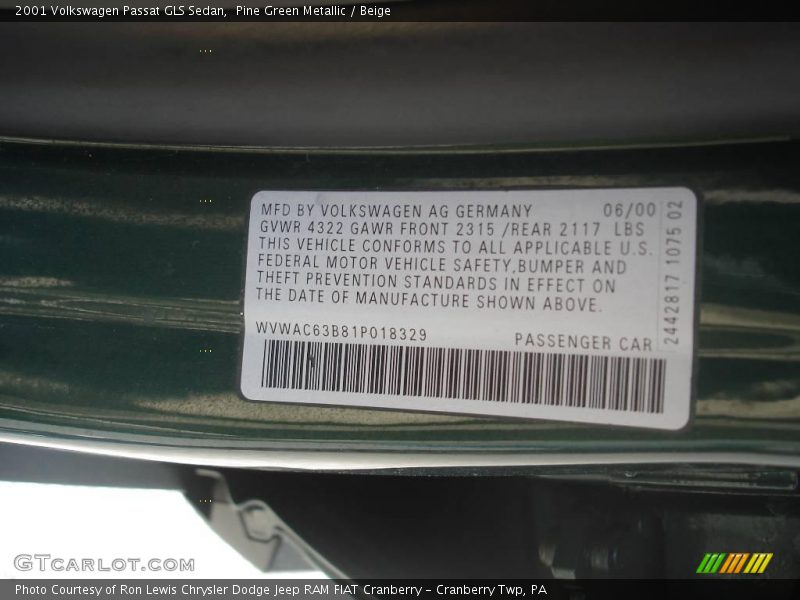 2001 Volkswagen Passat GLS Sedan,  Pine Green Metallic / Beige
MFD BY VOLKSWAGEN AG GERMANY 06/00
GVWR 4322 GAWR FRONT 2315 /REAR 2117 LBS
THIS VEHICLE CONFORMS TO ALL APPLICABLE U.S.
FEDERAL MOTOR VEHICLE SAFETY,BUMPER AND
THEFT PREVENTION STANDARDS IN EFFECT ON
THE DATE OF MANUFACTURE SHOWN ABOVE.
WVWAC63B81P018329 PASSENGER CAR
2442817 1075 02
GTCarlot.com
Photo Courtesy of Ron Lewis Chrysler Dodge Jeep RAM FIAT Cranberry - Cranberry Twp, PA